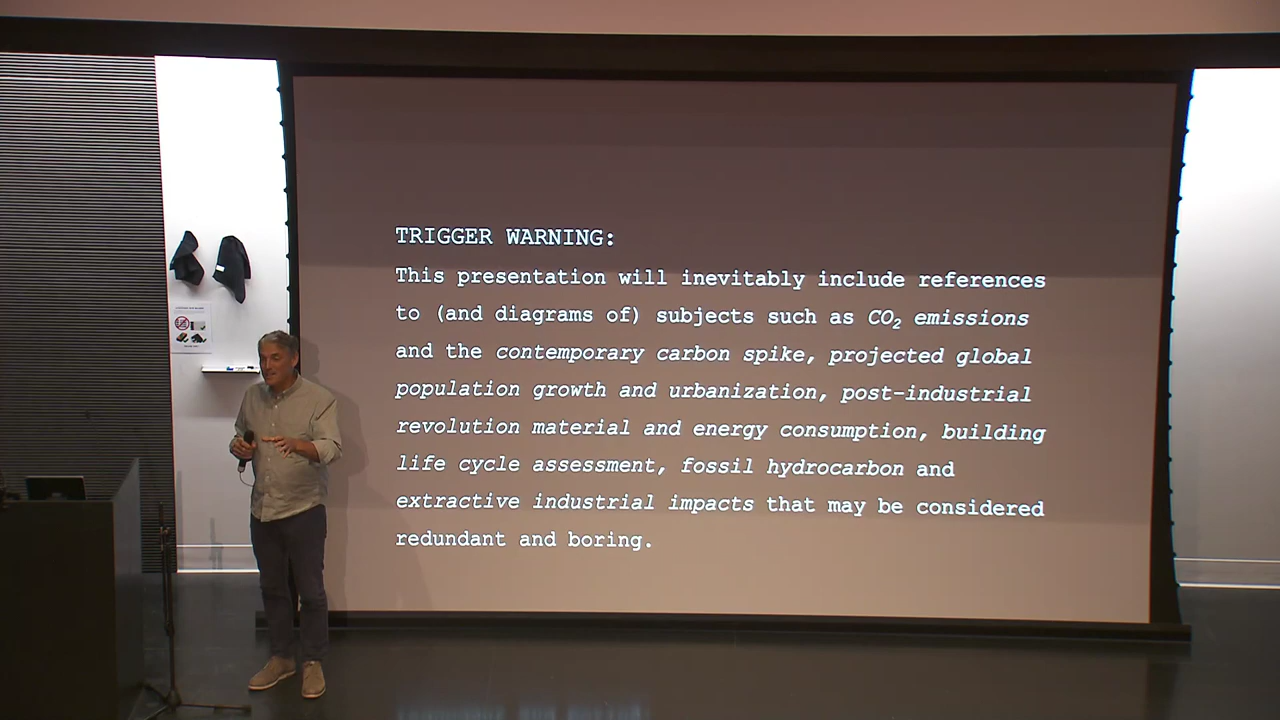 TRIGGER WARNING:
This presentation will inevitably include references
to (and diagrams of) subjects such as CO₂ emissions
and the contemporary carbon spike, projected global
population growth and urbanization, post-industrial
revolution material and energy consumption, building
life cycle assessment, fossil hydrocarbon and
extractive industrial impacts that may be considered
redundant and boring.